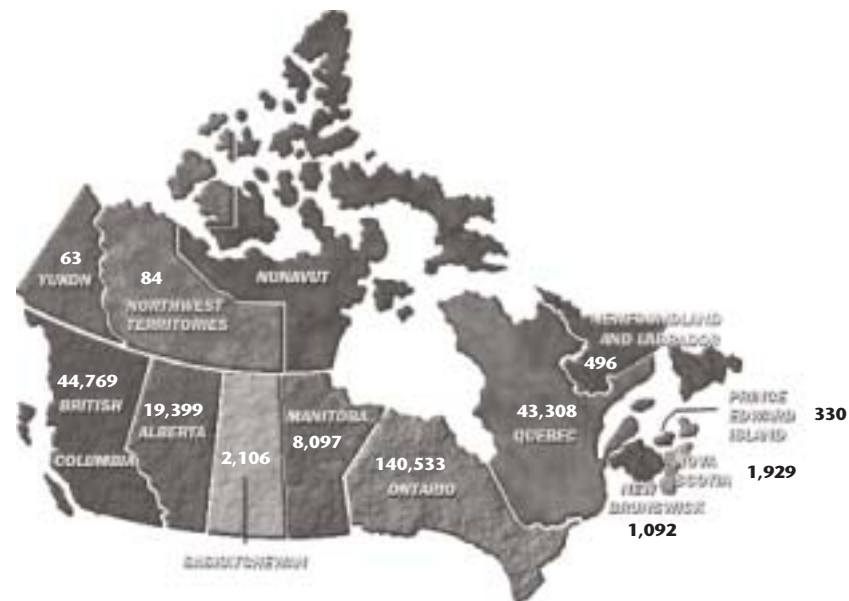 63
YUKON
84
NORTHWEST
TERRITORIES
NUNAVUT
NEWFOUNDLAND
AND LABRADOR
496
44,769
BRITISH
COLUMBIA
19,399
ALBERTA
2,106
SASKATCHEWAN
MANITOBA
8,097
140,533
ONTARIO
43,308
QUEBEC
PRINCE
EDWARD
ISLAND
330
NOVA
SCOTIA
1,929
NEW
BRUNSWICK
1,092